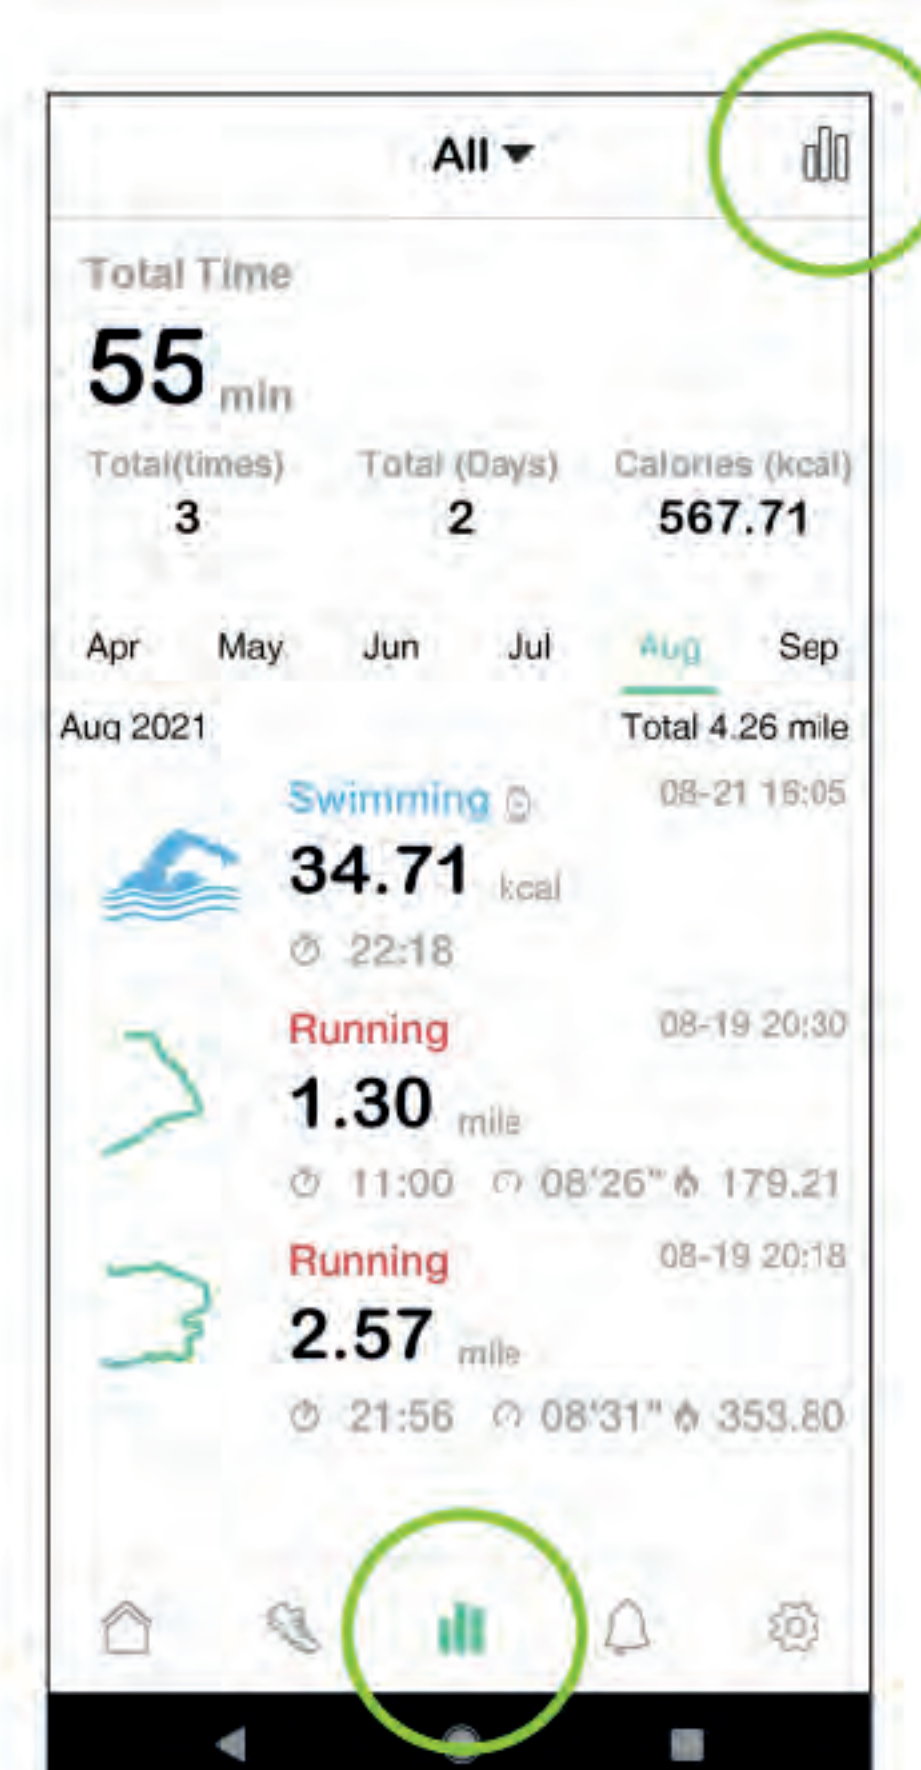 All
Total Time
55 min
Total(times) Total (Days) Calories (kcal)
3 2 567.71
Apr May Jun Jul Aug Sep
Aug 2021 Total 4.26 mile
Swimming 08-21 16:05
34.71 kcal
22:18
Running 08-19 20:30
1.30 mile
11:00 08'26" 179.21
Running 08-19 20:18
2.57 mile
21:56 08'31" 353.80